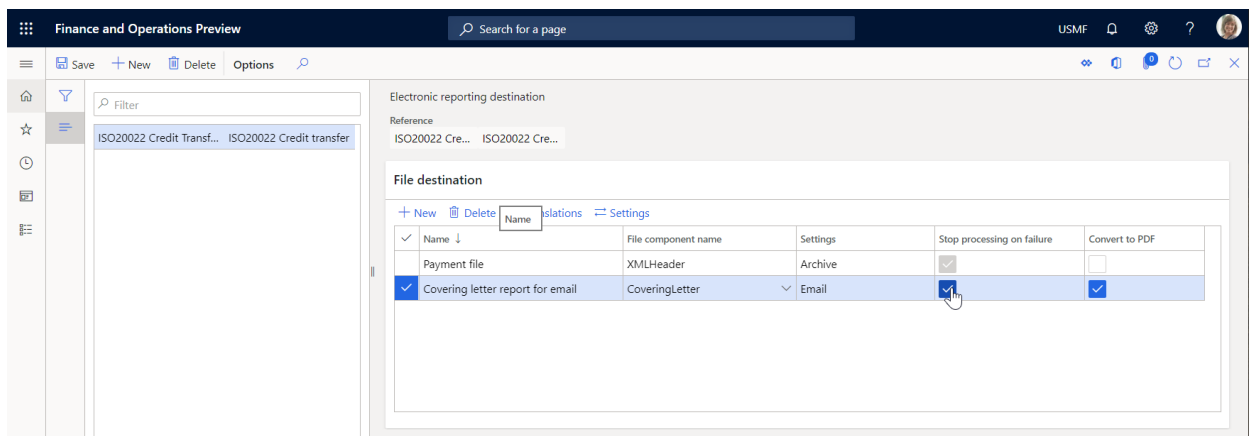 Finance and Operations Preview
Search for a page
USMF
?
Save New Delete Options
0
Filter
ISO20022 Credit Transf... ISO20022 Credit transfer
Electronic reporting destination
Reference
ISO20022 Cre... ISO20022 Cre...
File destination
New Delete slations Settings
Name
Name File component name Settings Stop processing on failure Convert to PDF
Payment file XMLHeader Archive
Covering letter report for email CoveringLetter Email